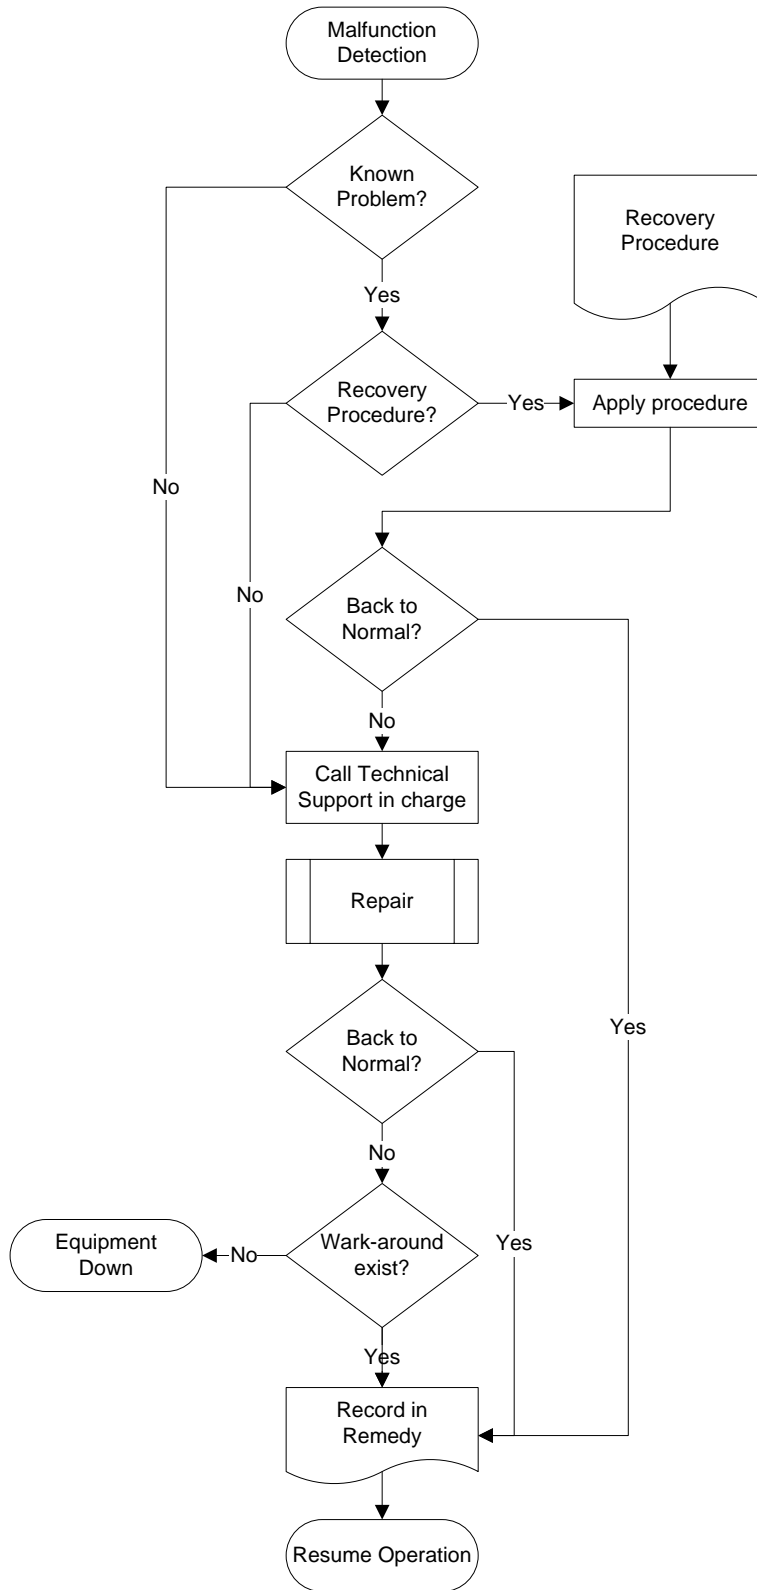 Malfunction
Detection
Known
Problem?
Recovery
Procedure
Yes
Recovery
Procedure?
Yes
Apply procedure
No
No
Back to
Normal?
No
Call Technical
Support in charge
Repair
Back to
Normal?
Yes
No
Equipment
Down
No
Wark-around
exist?
Yes
Yes
Record in
Remedy
Resume Operation